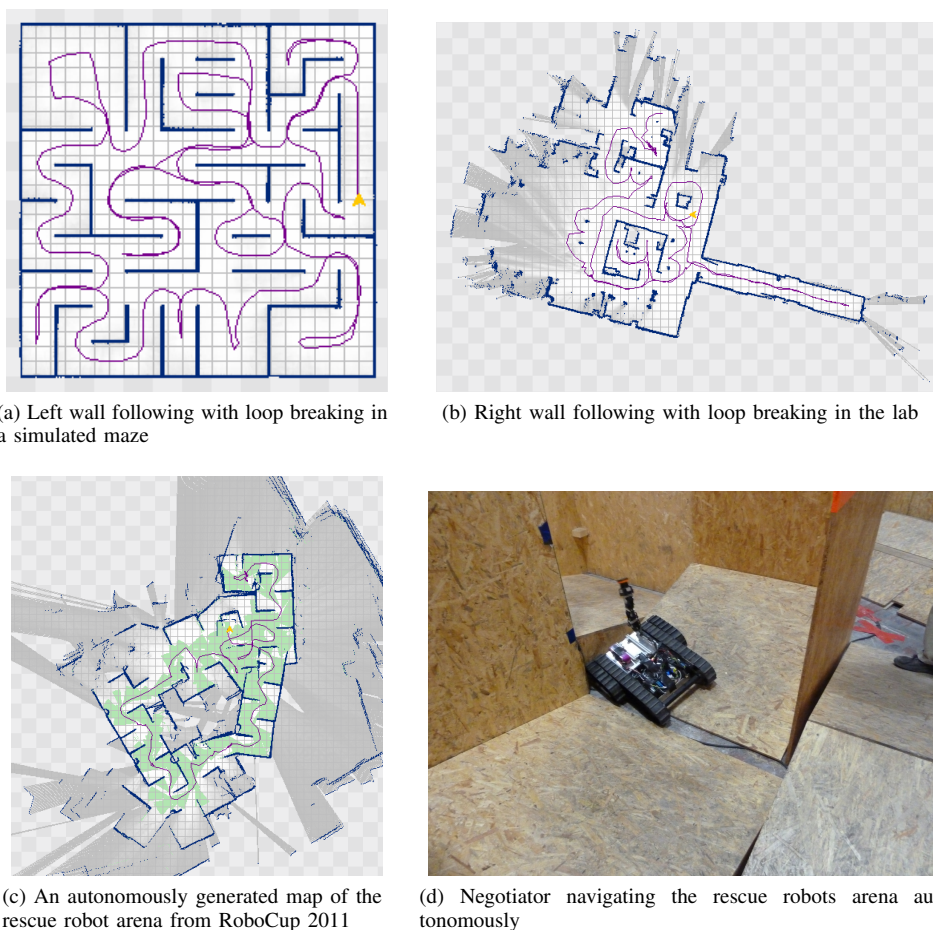 (a) Left wall following with loop breaking in
a simulated maze
(b) Right wall following with loop breaking in the lab
(c) An autonomously generated map of the
rescue robot arena from RoboCup 2011
(d) Negotiator navigating the rescue robots arena au
tonomously